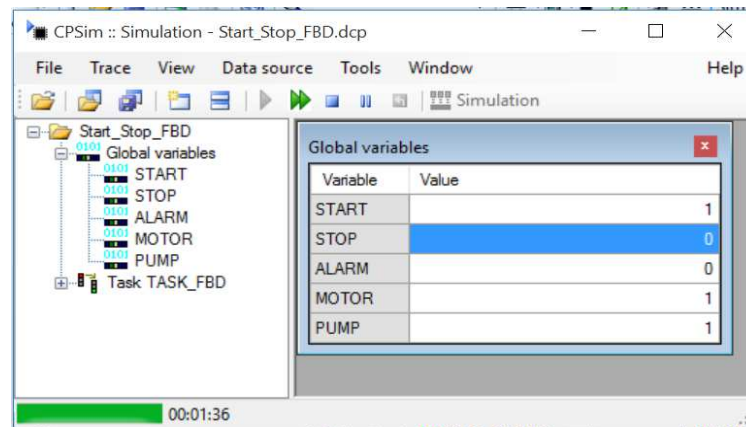 CPSim :: Simulation - Start_Stop_FBD.dcp
File Trace View Data source Tools Window Help
Simulation
Start_Stop_FBD
Global variables
START
STOP
ALARM
MOTOR
PUMP
Task TASK_FBD
Global variables
Variable Value
START 1
STOP 0
ALARM 0
MOTOR 1
PUMP 1
00:01:36